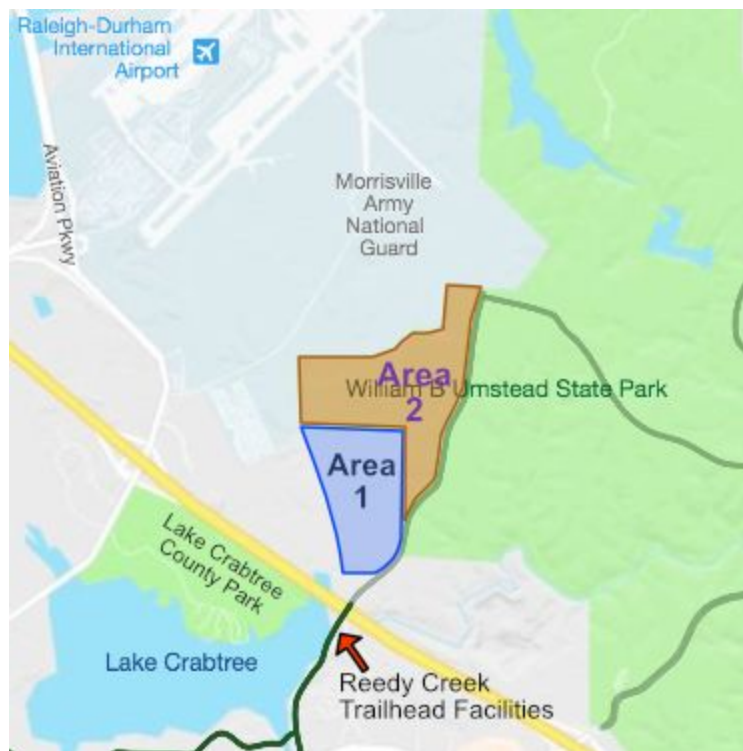 Raleigh-Durham
International
Airport
Aviation Pkwy
Morrisville
Army
National
Guard
Area
2
William B Umstead State Park
Area
1
Lake Crabtree
County Park
Lake Crabtree
Reedy Creek
Trailhead Facilities